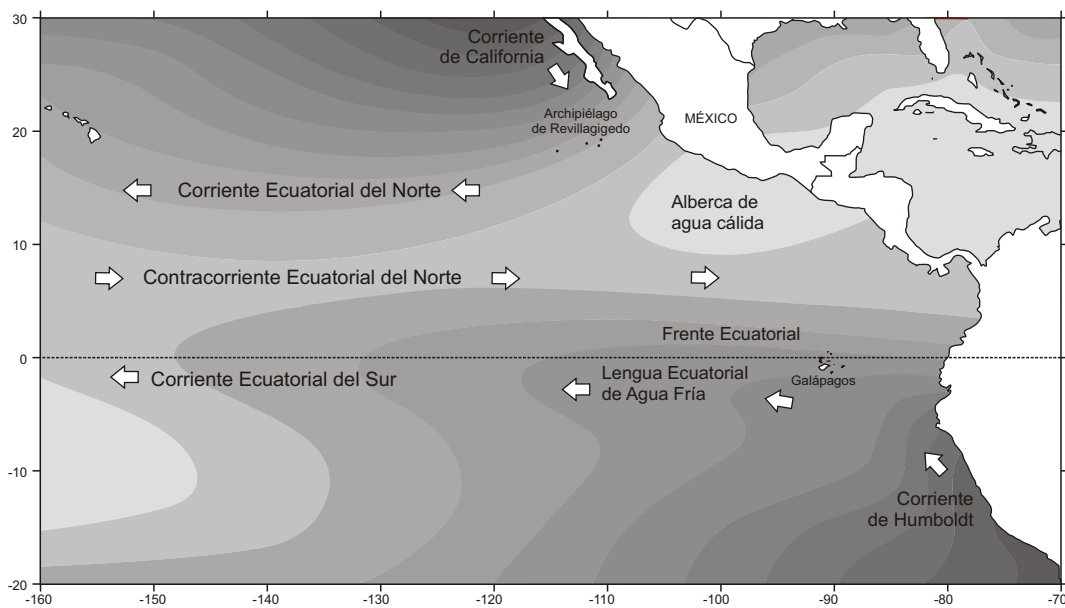 30
20
10
0
-10
-20
-160
-150
-140
-130
-120
-110
-100
-90
-80
-70
Corriente
de California
Archipiélago
de Revillagigedo
MÉXICO
Corriente Ecuatorial del Norte
Alberca de
agua cálida
Contracorriente Ecuatorial del Norte
Frente Ecuatorial
Corriente Ecuatorial del Sur
Lengua Ecuatorial
de Agua Fría
Galápagos
Corriente
de Humboldt